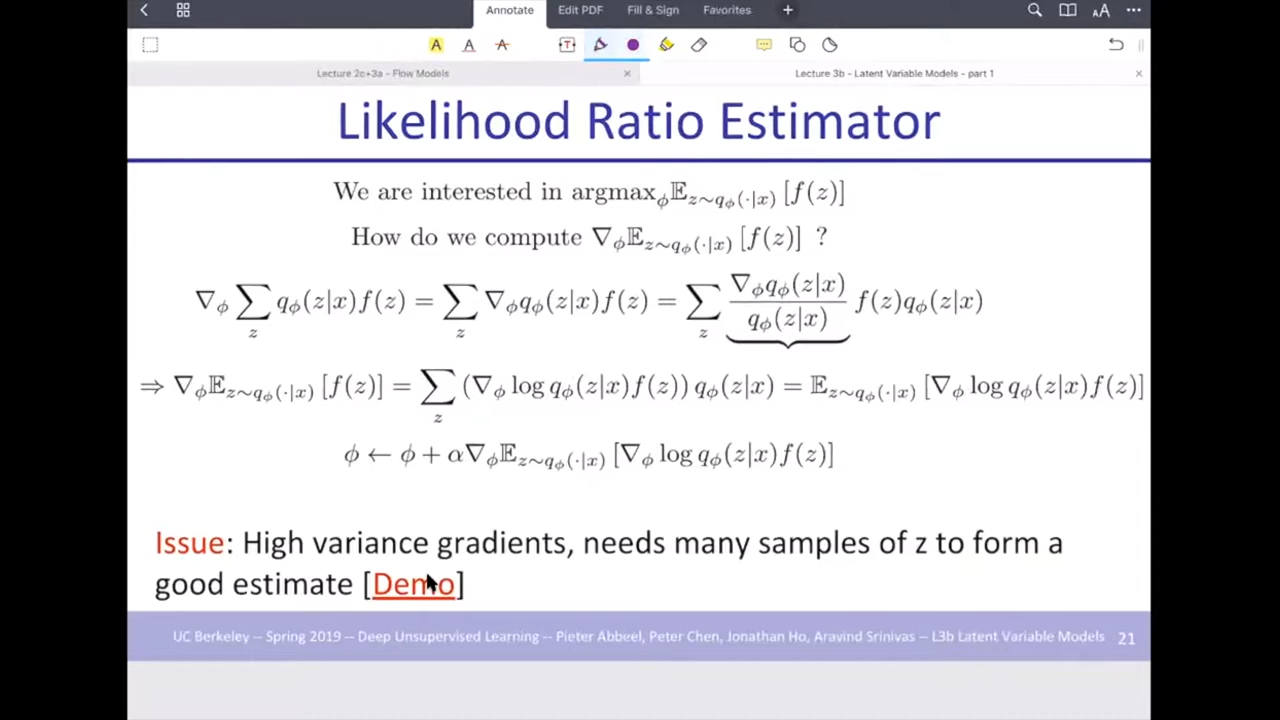 Annotate Edit PDF Fill & Sign Favorites
Lecture 2c+3a - Flow Models Lecture 3b - Latent Variable Models - part 1
Likelihood Ratio Estimator
We are interested in argmax_ϕ 𝔼_{z∼q_ϕ(·|x)} [f(z)]
How do we compute ∇_ϕ 𝔼_{z∼q_ϕ(·|x)} [f(z)] ?
∇_ϕ ∑_z q_ϕ(z|x)f(z) = ∑_z ∇_ϕ q_ϕ(z|x)f(z) = ∑_z \frac{∇_ϕ q_ϕ(z|x)}{q_ϕ(z|x)} f(z)q_ϕ(z|x)
⇒ ∇_ϕ 𝔼_{z∼q_ϕ(·|x)} [f(z)] = ∑_z (∇_ϕ log q_ϕ(z|x)f(z)) q_ϕ(z|x) = 𝔼_{z∼q_ϕ(·|x)} [∇_ϕ log q_ϕ(z|x)f(z)]
ϕ ← ϕ + α∇_ϕ 𝔼_{z∼q_ϕ(·|x)} [∇_ϕ log q_ϕ(z|x)f(z)]
Issue: High variance gradients, needs many samples of z to form a
good estimate [Demo]
UC Berkeley -- Spring 2019 -- Deep Unsupervised Learning -- Pieter Abbeel, Peter Chen, Jonathan Ho, Aravind Srinivas -- L3b Latent Variable Models 21